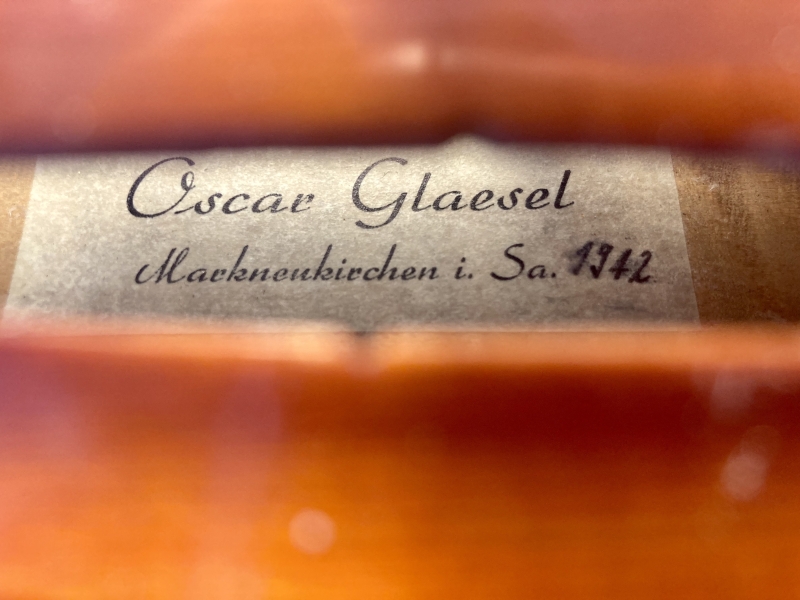 Oscar Glaesel
Markneukirchen i. Sa. 1942